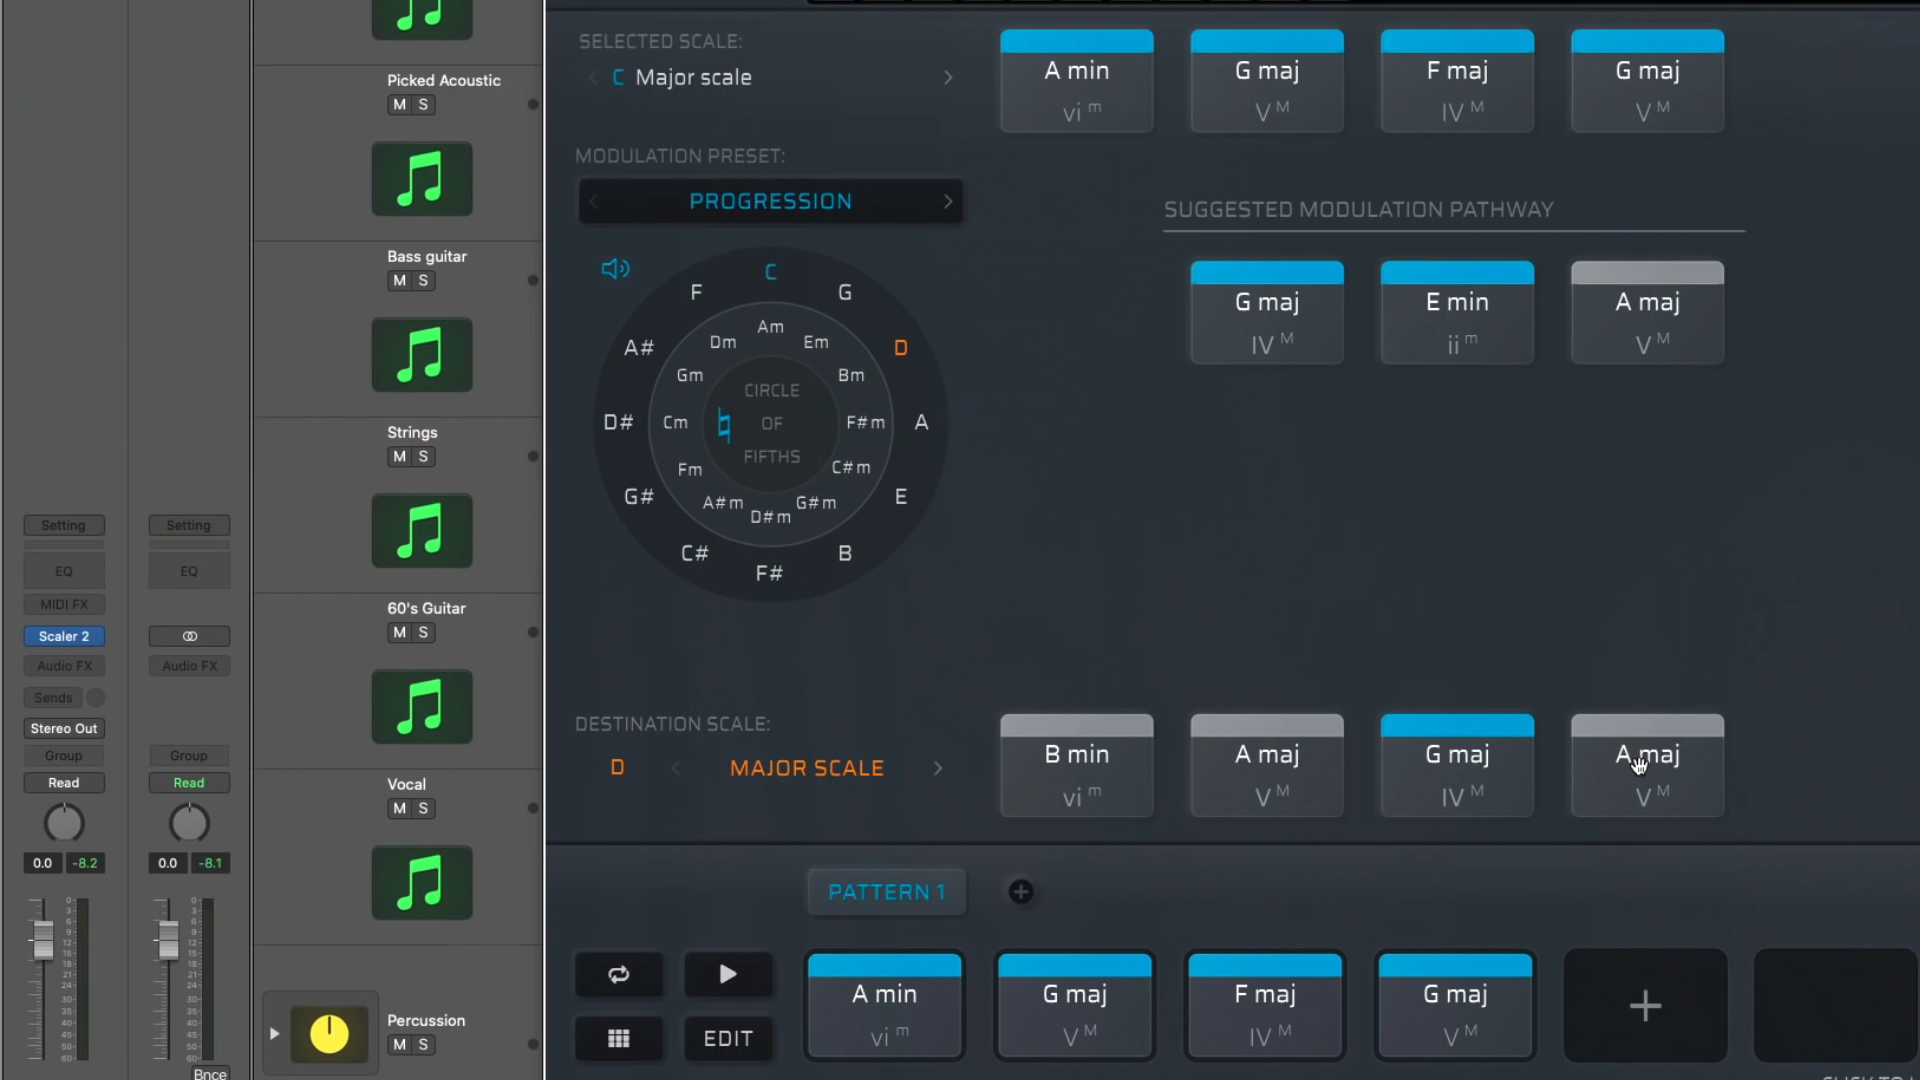 Setting
EQ
MIDI FX
Scaler 2
Audio FX
Sends
Stereo Out
Group
Read
0.0 -8.2
Setting
EQ
Audio FX
Group
Read
0.0 -8.1
Bnce
Picked Acoustic
M S
Bass guitar
M S
Strings
M S
60's Guitar
M S
Vocal
M S
Percussion
M S
SELECTED SCALE:
C Major scale
A min
vi m
G maj
V M
F maj
IV M
G maj
V M
MODULATION PRESET:
PROGRESSION
C
G
D
A
E
B
F#
C#
G#
D#
A#
F
Am
Em
Bm
F#m
C#m
G#m
D#m
A#m
Fm
Cm
Gm
Dm
CIRCLE
OF
FIFTHS
SUGGESTED MODULATION PATHWAY
G maj
IV M
E min
ii m
A maj
V M
DESTINATION SCALE:
D MAJOR SCALE
B min
vi m
A maj
V M
G maj
IV M
A maj
V M
PATTERN 1
EDIT
A min
vi m
G maj
V M
F maj
IV M
G maj
V M